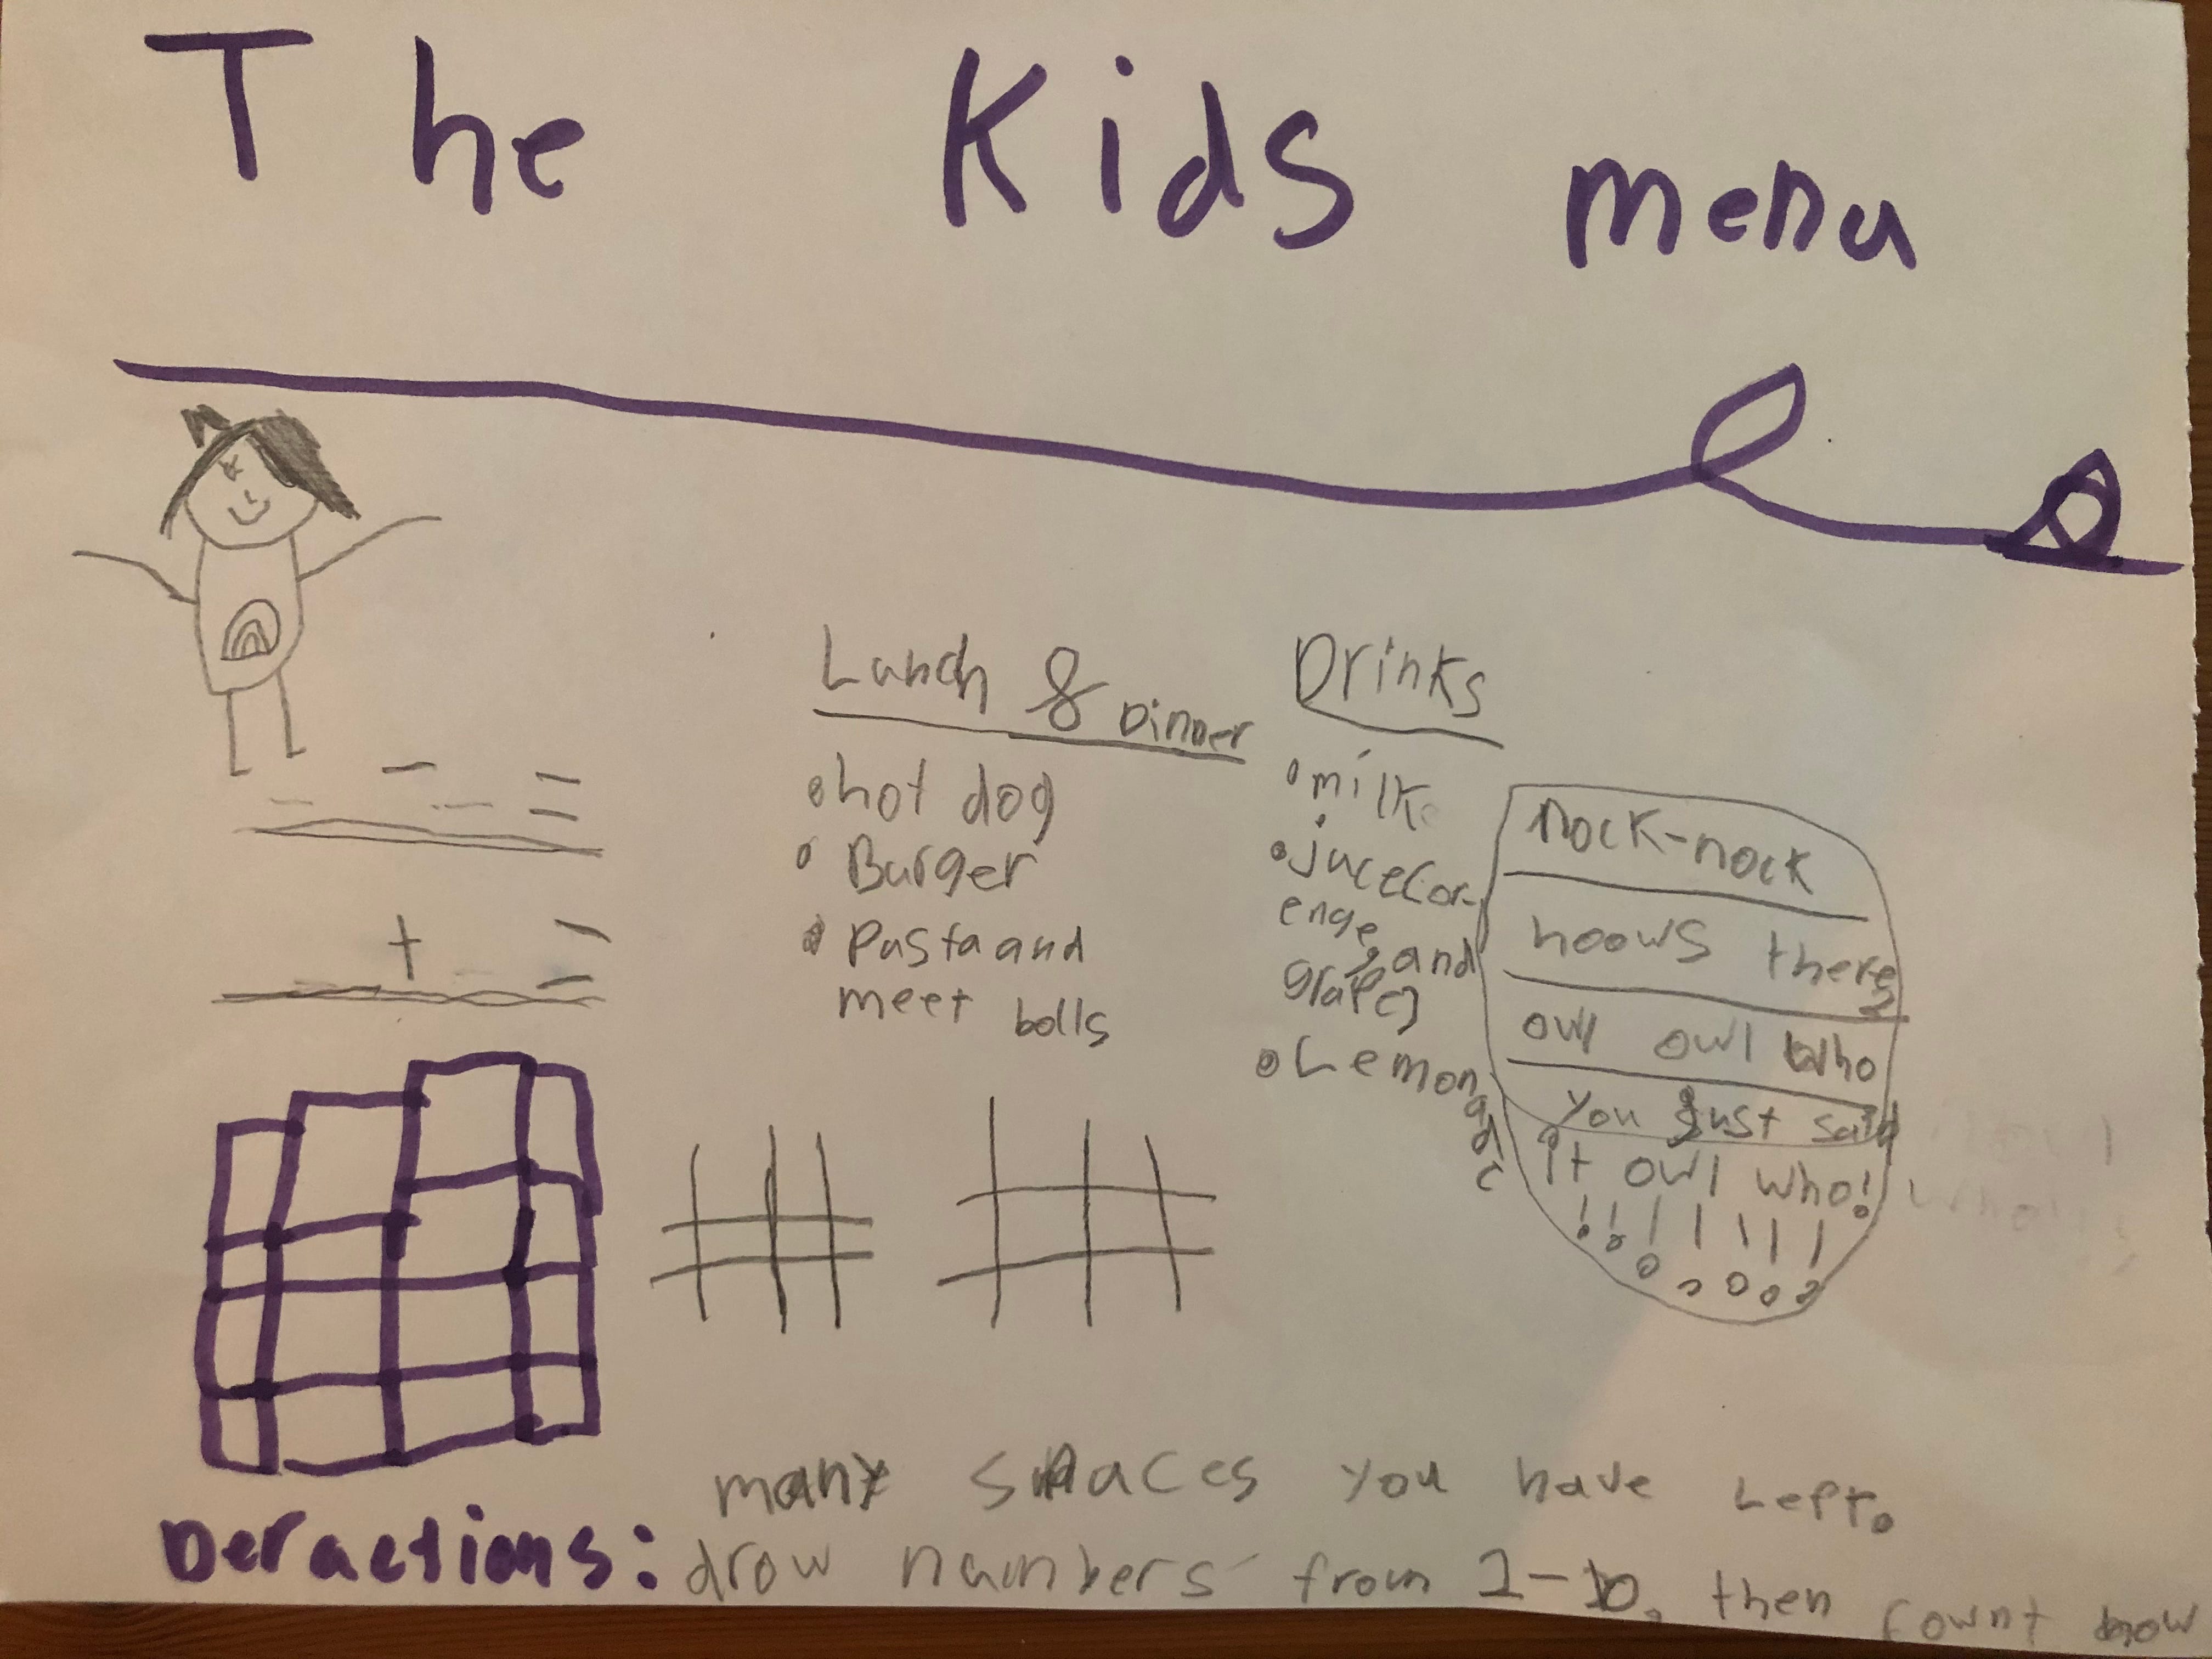 The Kids menu
Lunch & Dinner
• hot dog
• Burger
• Pasta and
meet bolls
Drinks
• milk
• juce(or-
enge, and
grape)
• Lemon
ade
nock-nock
hoows there
owl owl who
you just said
it owl who!
!!!!!!!
Deractions: drow numbers from 1-10. then count how
many spaces you have Left.